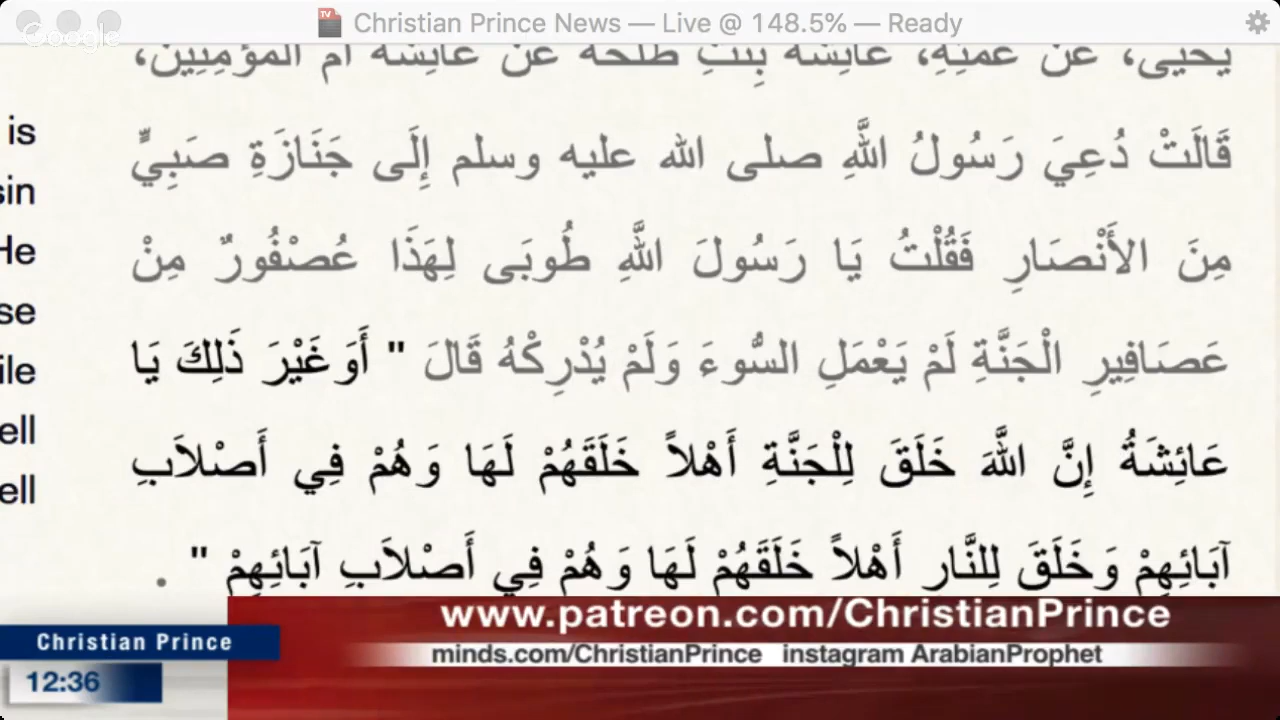 Christian Prince News — Live @ 148.5% — Ready
Google
يحيى، عن عمته، عائشة بنت طلحة عن عائشة أم المؤمنين،
قَالَتْ دُعِيَ رَسُولُ اللَّهِ صلى الله عليه وسلم إِلَى جَنَازَةِ صَبِيٍّ
مِنَ الأَنْصَارِ فَقُلْتُ يَا رَسُولَ اللَّهِ طُوبَى لِهَذَا عُصْفُورٌ مِنْ
عَصَافِيرِ الْجَنَّةِ لَمْ يَعْمَلِ السُّوءَ وَلَمْ يُدْرِكْهُ قَالَ " أَوَغَيْرَ ذَلِكَ يَا
عَائِشَةُ إِنَّ اللَّهَ خَلَقَ لِلْجَنَّةِ أَهْلاً خَلَقَهُمْ لَهَا وَهُمْ فِي أَصْلاَبِ
آبَائِهِمْ وَخَلَقَ لِلنَّارِ أَهْلاً خَلَقَهُمْ لَهَا وَهُمْ فِي أَصْلاَبِ آبَائِهِمْ " .
is
sin
He
se
ile
ell
ell
www.patreon.com/ChristianPrince
Christian Prince
minds.com/ChristianPrince instagram ArabianProphet
12:36